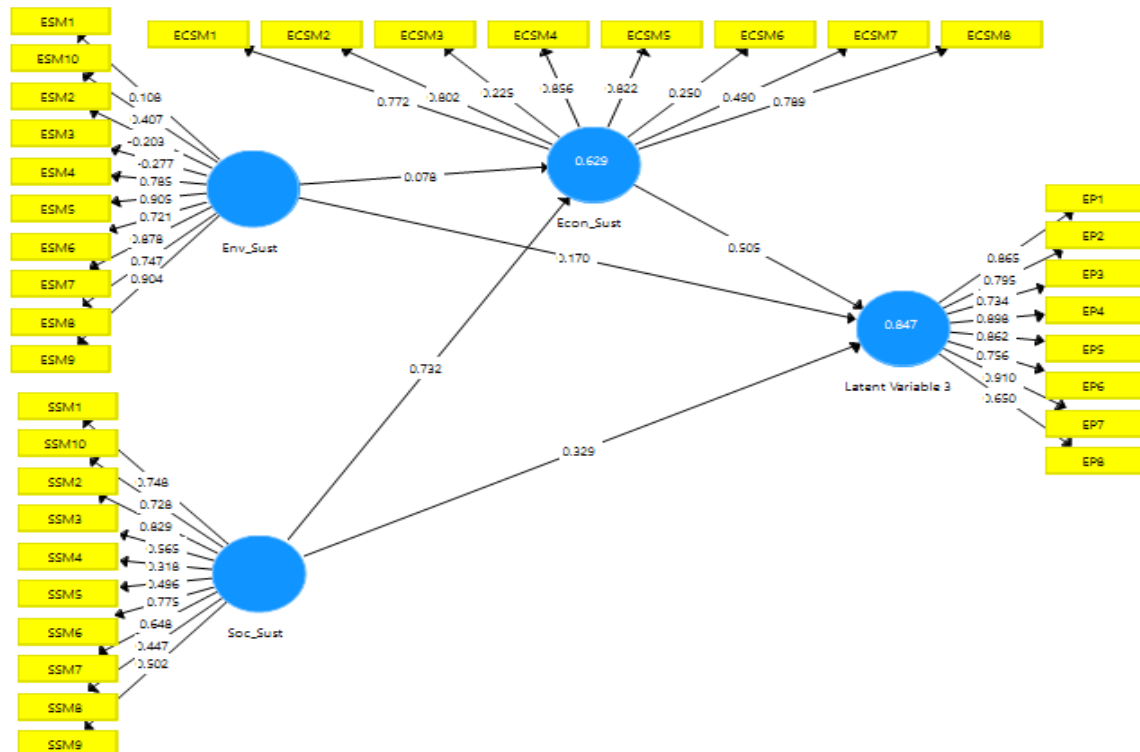 ESM1
ESM10
ESM2
ESM3
ESM4
ESM5
ESM6
ESM7
ESM8
ESM9
0.108
0.407
-0.203
-0.277
0.785
0.905
0.721
0.878
0.747
0.904
Env_Sust
ECSM1
ECSM2
ECSM3
ECSM4
ECSM5
ECSM6
ECSM7
ECSM8
0.772
0.802
0.225
0.856
0.822
0.250
0.490
0.789
0.629
Econ_Sust
0.078
0.170
0.505
0.732
0.329
SSM1
SSM10
SSM2
SSM3
SSM4
SSM5
SSM6
SSM7
SSM8
SSM9
0.748
0.728
0.829
0.565
0.318
0.496
0.775
0.648
0.447
0.502
Soc_Sust
0.847
Latent Variable 3
0.865
0.795
0.734
0.898
0.862
0.756
0.910
0.650
EP1
EP2
EP3
EP4
EP5
EP6
EP7
EP8